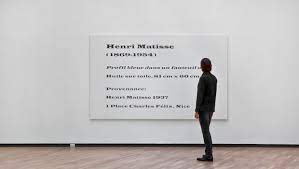 Henri Matisse
(1869-1954)
Profil bleu dans un fauteuil
Huile sur toile, 81 cm x 60 cm
Provenance:
Henri Matisse 1937
1 Place Charles Félix, Nice